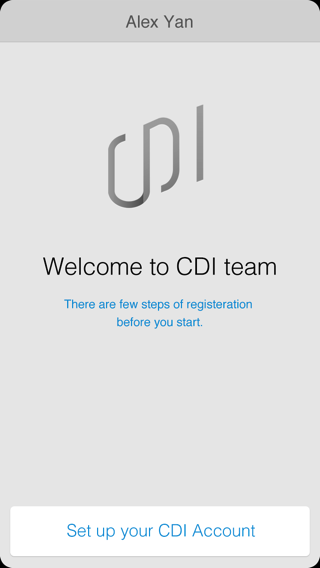 Alex Yan
CDI
Welcome to CDI team
There are few steps of registeration
before you start.
Set up your CDI Account